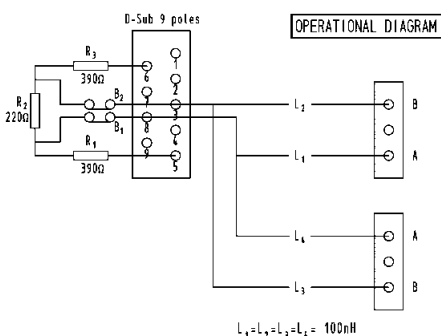 D-Sub 9 poles
OPERATIONAL DIAGRAM
R3
390Ω
R2
220Ω
B2
B1
R1
390Ω
1
6
2
7
3
8
4
9
5
L2
B
L1
A
L4
A
L3
B
L1=L2=L3=L4= 100nH